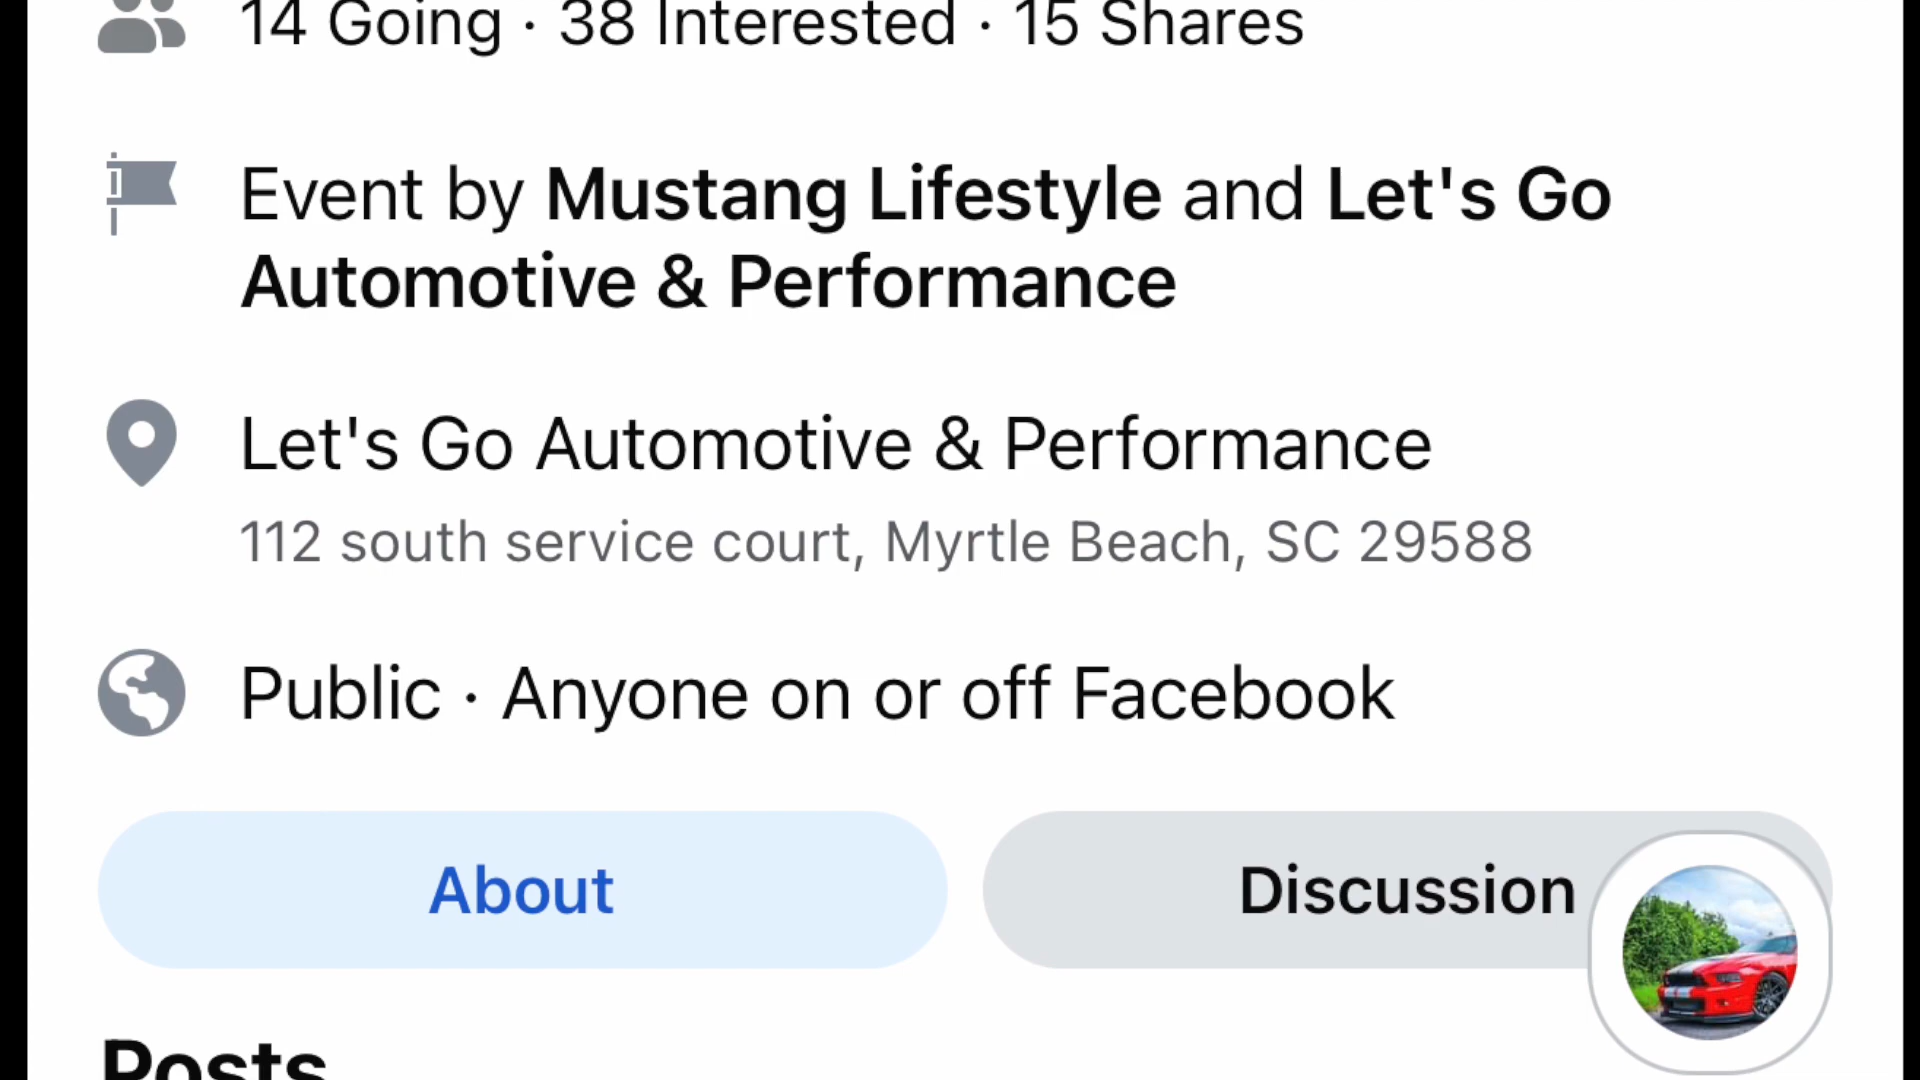 14 Going · 38 Interested · 15 Shares
Event by Mustang Lifestyle and Let's Go
Automotive & Performance
Let's Go Automotive & Performance
112 south service court, Myrtle Beach, SC 29588
Public · Anyone on or off Facebook
About
Discussion
Posts